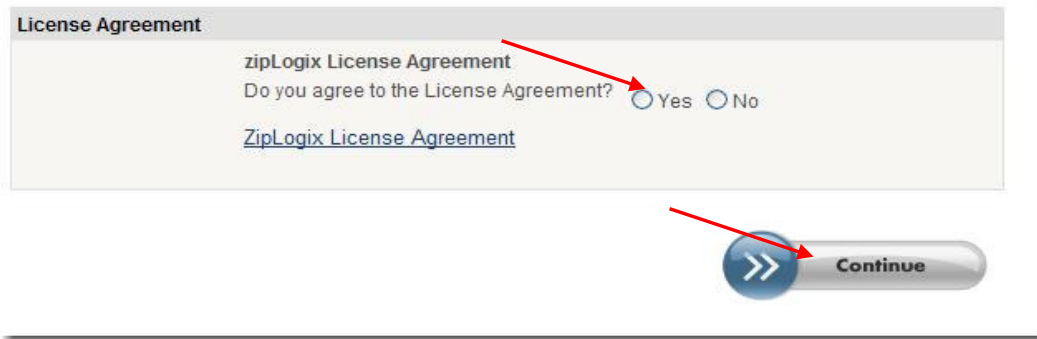 License Agreement
zipLogix License Agreement
Do you agree to the License Agreement? Yes No
ZipLogix License Agreement
Continue